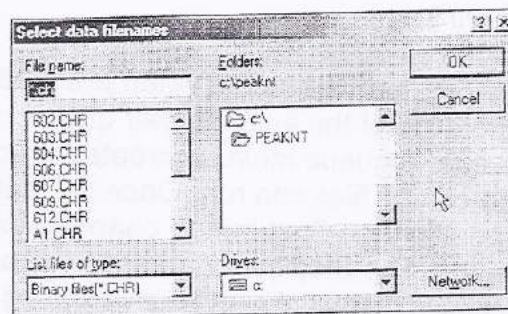 Select data filenames
File name:
*.chr
602.CHR
603.CHR
604.CHR
606.CHR
607.CHR
609.CHR
612.CHR
A1.CHR
List files of type:
Binary files(*.CHR)
Folders:
c:\peaknt
c:\
PEAKNT
Drives:
c:
OK
Cancel
Network...